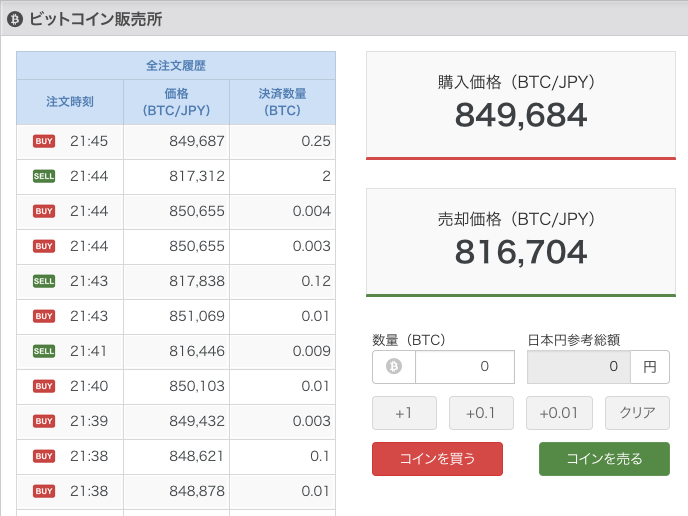 ビットコイン販売所
全注文履歴
注文時刻 価格 (BTC/JPY) 決済数量 (BTC)
BUY 21:45 849,687 0.25
SELL 21:44 817,312 2
BUY 21:44 850,655 0.004
BUY 21:44 850,655 0.003
SELL 21:43 817,838 0.12
BUY 21:43 851,069 0.01
SELL 21:41 816,446 0.009
BUY 21:40 850,103 0.01
BUY 21:39 849,432 0.003
BUY 21:38 848,621 0.1
BUY 21:38 848,878 0.01
購入価格（BTC/JPY）
849,684
売却価格（BTC/JPY）
816,704
数量（BTC） 日本円参考総額
0 0 円
+1 +0.1 +0.01 クリア
コインを買う コインを売る